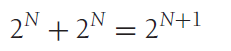 2^N + 2^N = 2^{N+1}